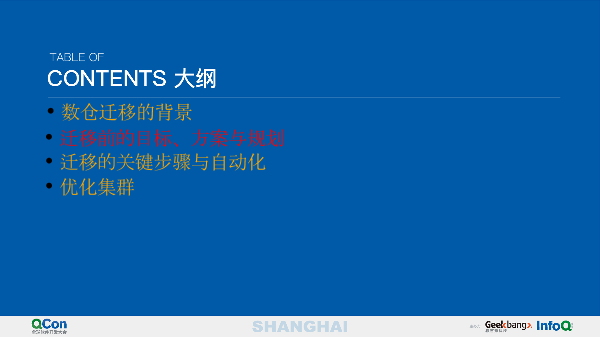 TABLE OF
CONTENTS 大纲
• 数仓迁移的背景
• 迁移前的目标、方案与规划
• 迁移的关键步骤与自动化
• 优化集群
QCon
全球软件开发大会
SHANGHAI
Geekbang>.
InfoQ